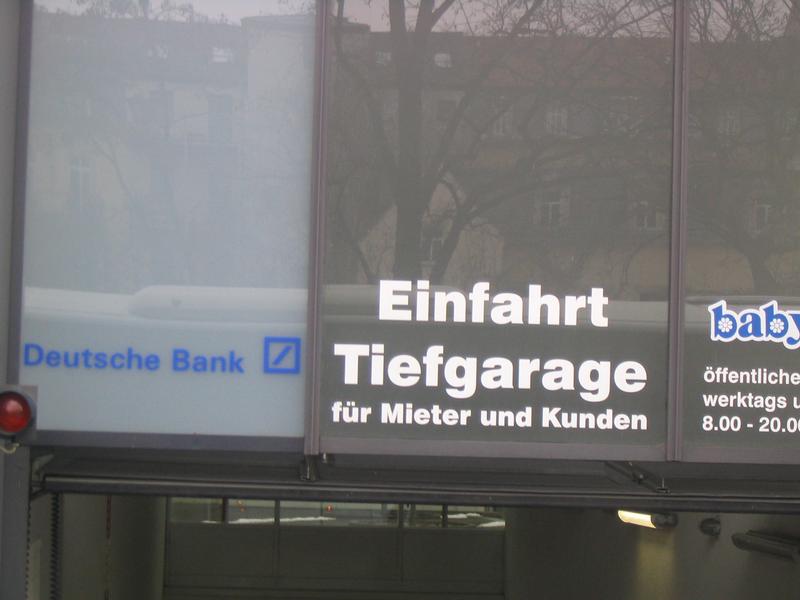 Deutsche Bank
Einfahrt
Tiefgarage
für Mieter und Kunden
baby
öffentliche
werktags u
8.00 - 20.00